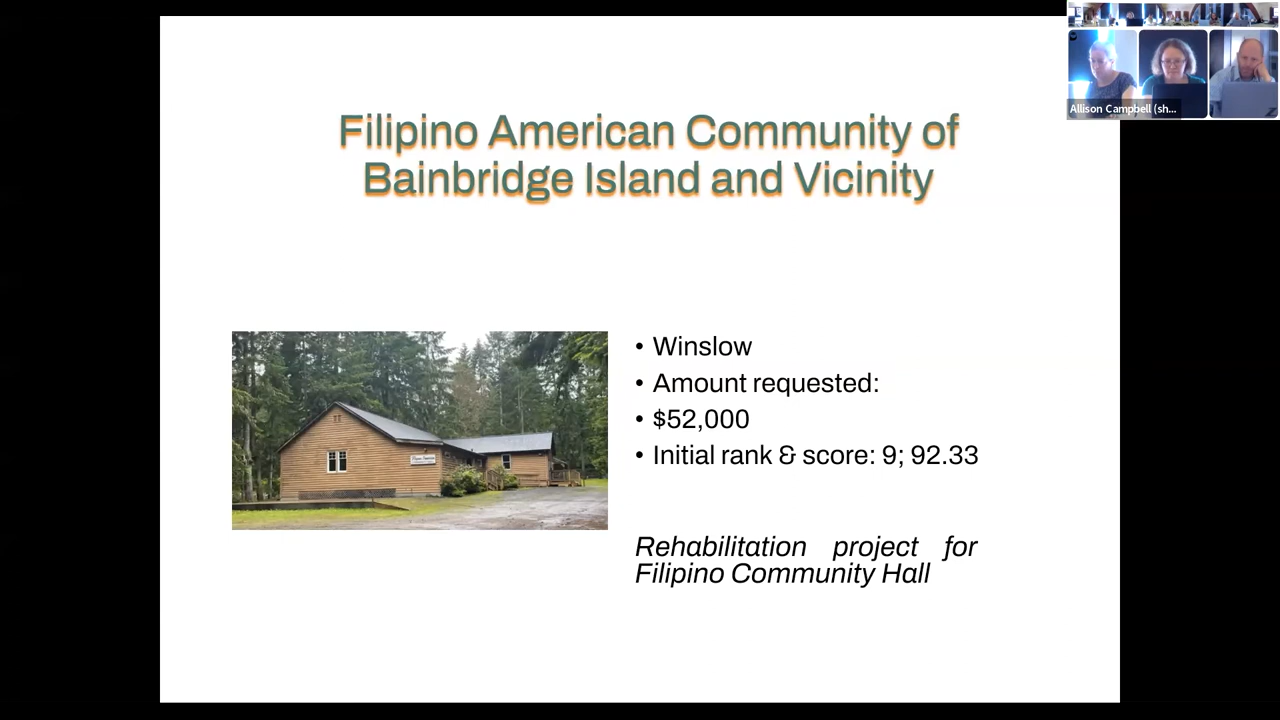 Filipino American Community of
Bainbridge Island and Vicinity
• Winslow
• Amount requested:
• $52,000
• Initial rank & score: 9; 92.33
Rehabilitation project for
Filipino Community Hall
Allison Campbell (sh...